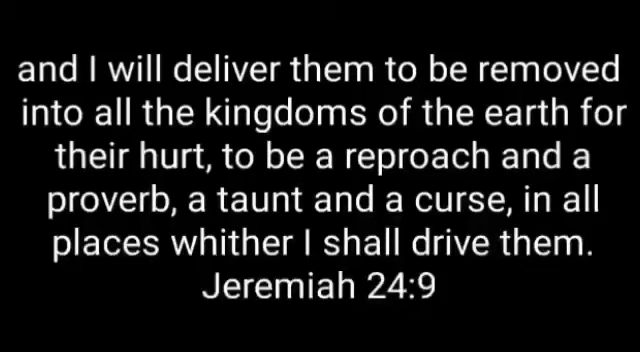 and I will deliver them to be removed
into all the kingdoms of the earth for
their hurt, to be a reproach and a
proverb, a taunt and a curse, in all
places whither I shall drive them.
Jeremiah 24:9